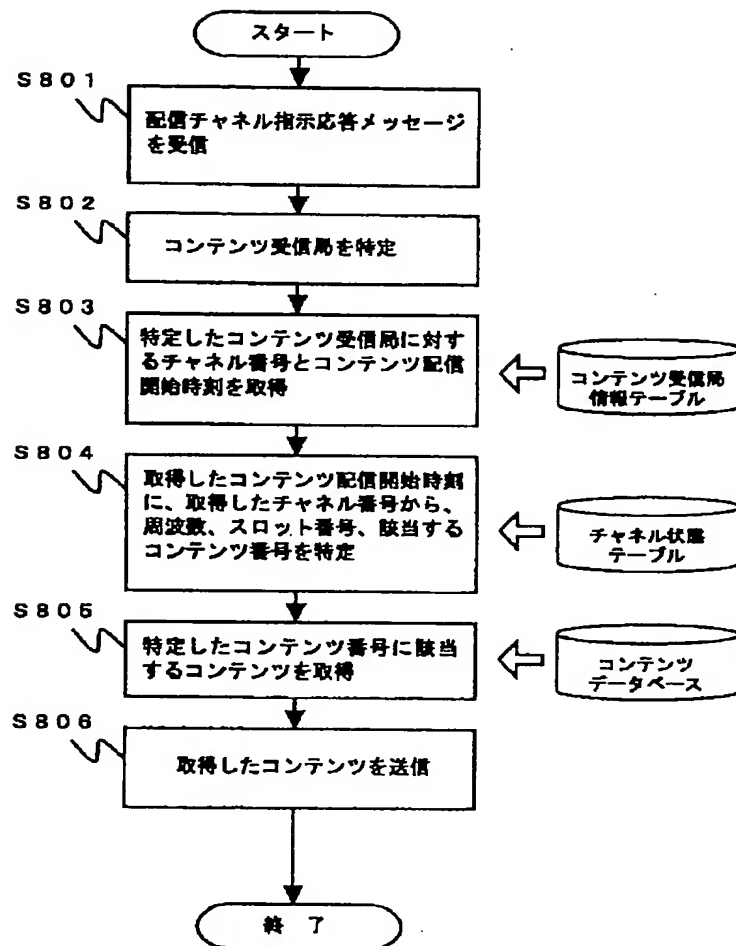 スタート
S801
配信チャネル指示応答メッセージ
を受信
S802
コンテンツ受信局を特定
S803
特定したコンテンツ受信局に対す
るチャネル番号とコンテンツ配信
開始時刻を取得
コンテンツ受信局
情報テーブル
S804
取得したコンテンツ配信開始時刻
に、取得したチャネル番号から、
周波数、スロット番号、該当する
コンテンツ番号を特定
チャネル状態
テーブル
S805
特定したコンテンツ番号に該当
するコンテンツを取得
コンテンツ
データベース
S806
取得したコンテンツを送信
終 了